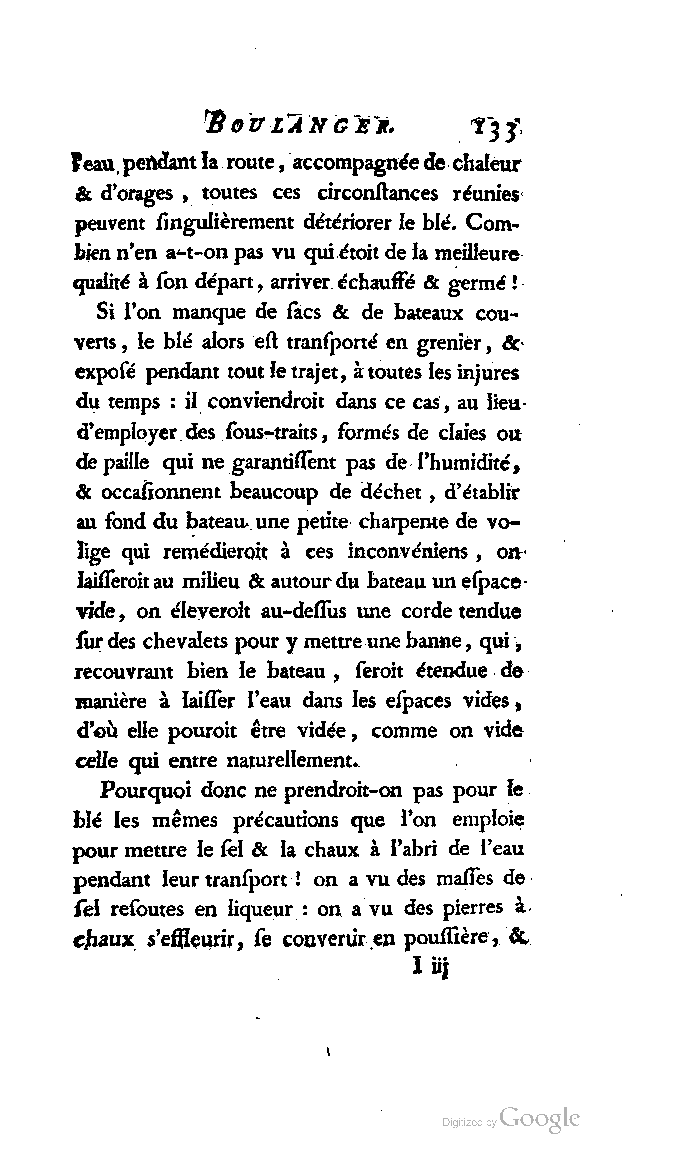 BOULANGER. 133
l'eau pendant la route, accompagnée de chaleur
& d'orages, toutes ces circonſtances réunies
peuvent ſingulièrement détériorer le blé. Com-
bien n'en a-t-on pas vu qui étoit de la meilleure
qualité à ſon départ, arriver échauffé & germé !
Si l'on manque de ſacs & de bateaux cou-
verts, le blé alors eſt tranſporté en grenier, &
expoſé pendant tout le trajet, à toutes les injures
du temps : il conviendroit dans ce cas, au lieu
d'employer des ſous-traits, formés de claies ou
de paille qui ne garantiſſent pas de l'humidité,
& occaſionnent beaucoup de déchet, d'établir
au fond du bateau une petite charpente de vo-
lige qui remédieroit à ces inconvéniens, on
laiſſeroit au milieu & autour du bateau un eſpace
vide, on éleveroit au-deſſus une corde tendue
ſur des chevalets pour y mettre une banne, qui,
recouvrant bien le bateau, ſeroit étendue de
manière à laiſſer l'eau dans les eſpaces vides,
d'où elle pouroit être vidée, comme on vide
celle qui entre naturellement.
Pourquoi donc ne prendroit-on pas pour le
blé les mêmes précautions que l'on emploie
pour mettre le ſel & la chaux à l'abri de l'eau
pendant leur tranſport ! on a vu des maſſes de
ſel reſoutes en liqueur : on a vu des pierres à
chaux s'effleurir, ſe convertir en pouſſière, &
I iij
Digitized by Google